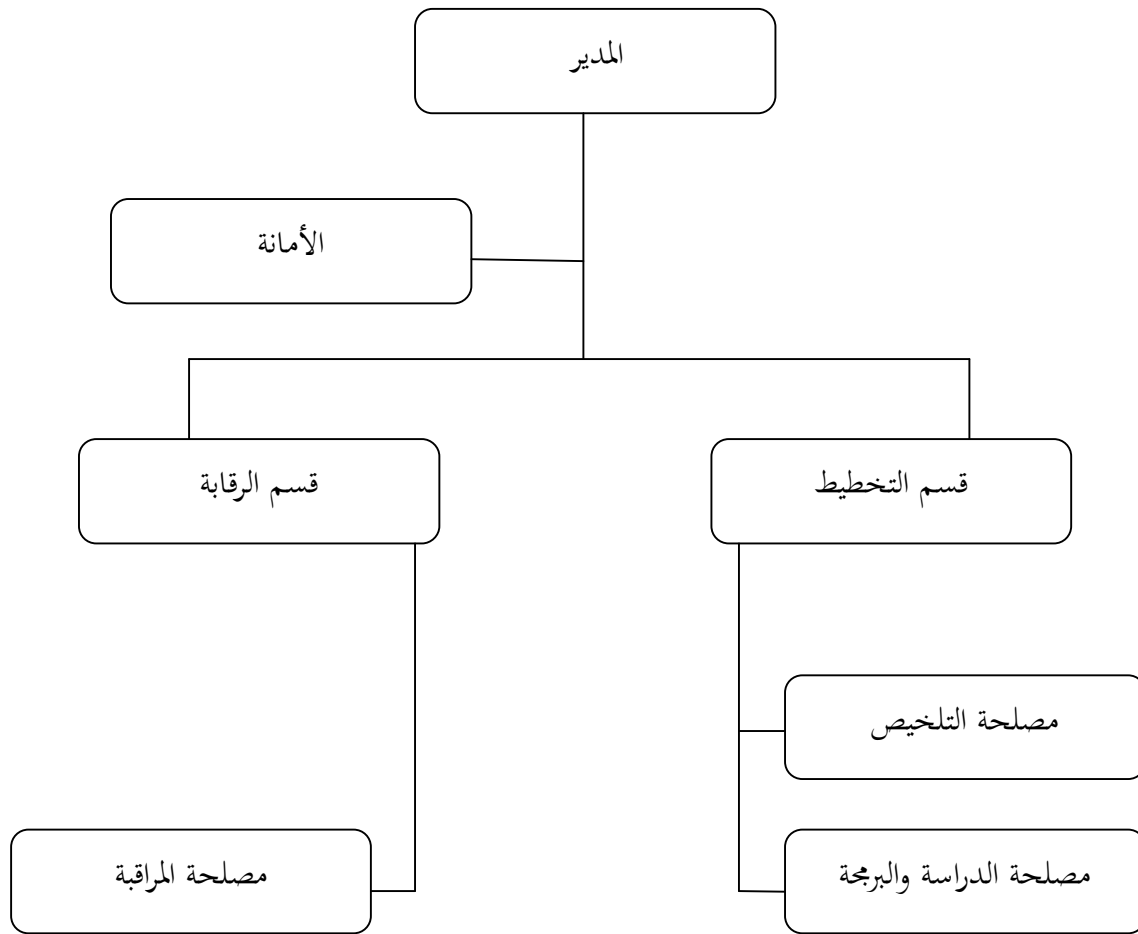 المدير
الأمانة
قسم التخطيط
قسم الرقابة
مصلحة التلخيص
مصلحة الدراسة والبرمجة
مصلحة المراقبة